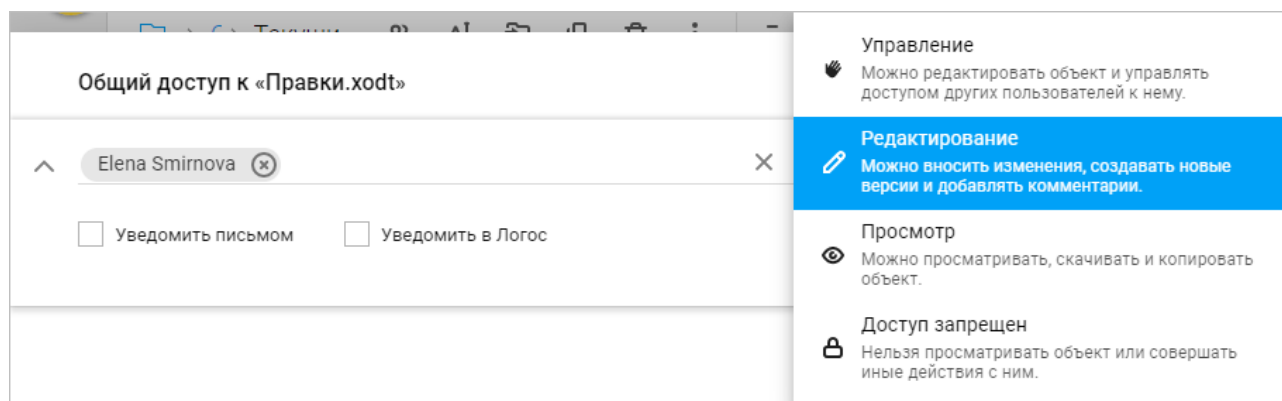 Общий доступ к «Правки.xodt»
Elena Smirnova
Уведомить письмом
Уведомить в Логос
Управление
Можно редактировать объект и управлять
доступом других пользователей к нему.
Редактирование
Можно вносить изменения, создавать новые
версии и добавлять комментарии.
Просмотр
Можно просматривать, скачивать и копировать
объект.
Доступ запрещен
Нельзя просматривать объект или совершать
иные действия с ним.